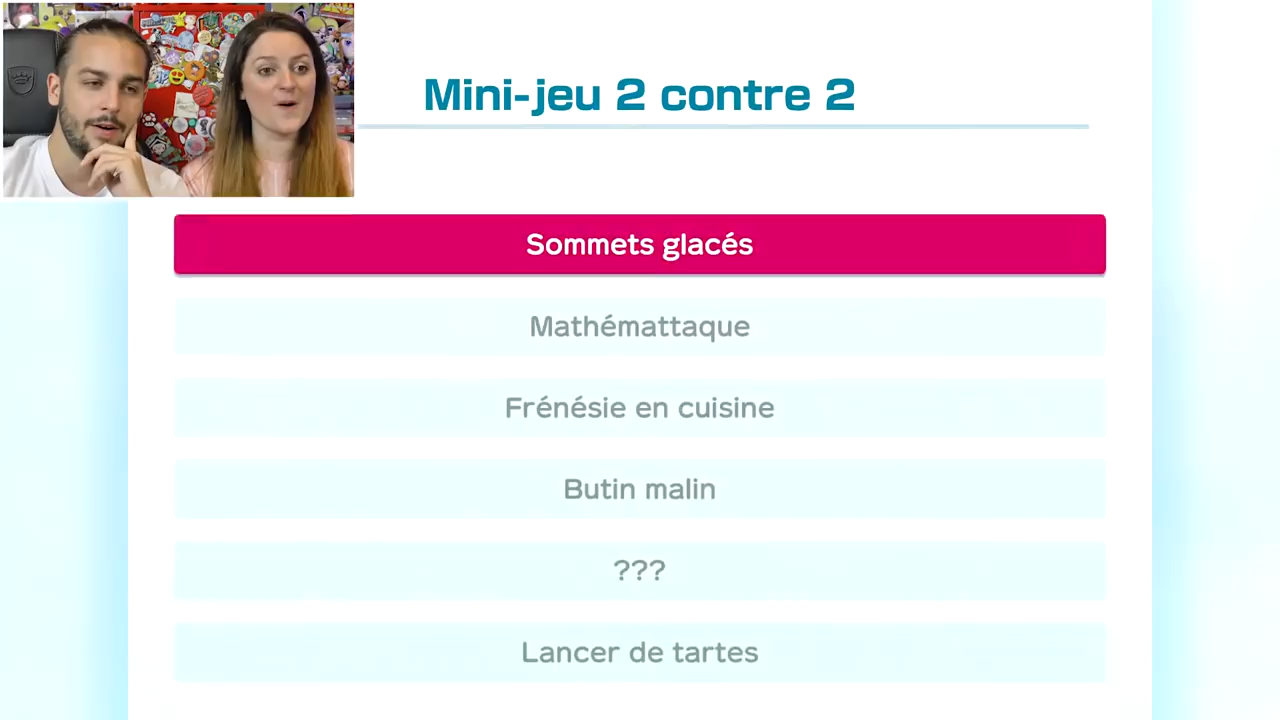 Mini-jeu 2 contre 2
Sommets glacés
Mathémattaque
Frénésie en cuisine
Butin malin
???
Lancer de tartes